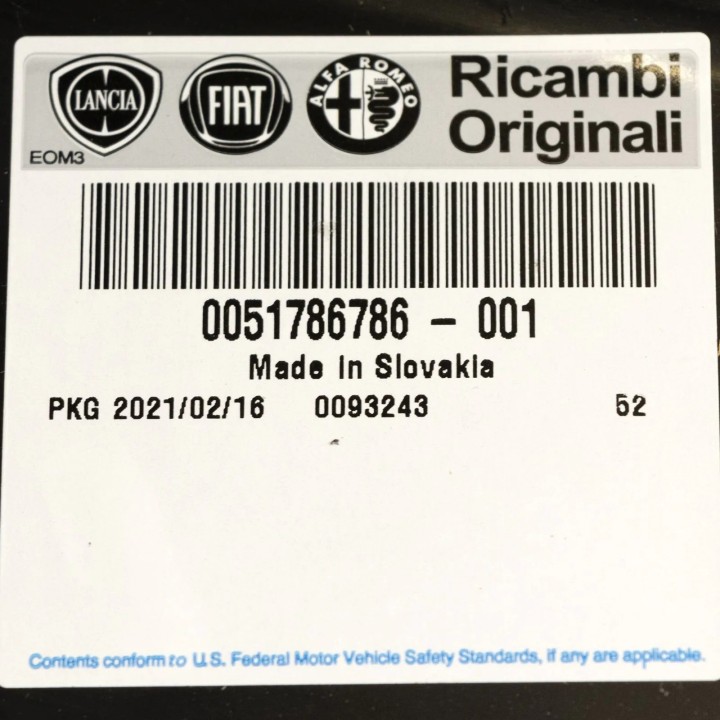 LANCIA FIAT ALFA ROMEO Ricambi
Originali
EOM3
0051786786 - 001
Made in Slovakia
PKG 2021/02/16 0093243 52
Contents conform to U.S. Federal Motor Vehicle Safety Standards, if any are applicable.